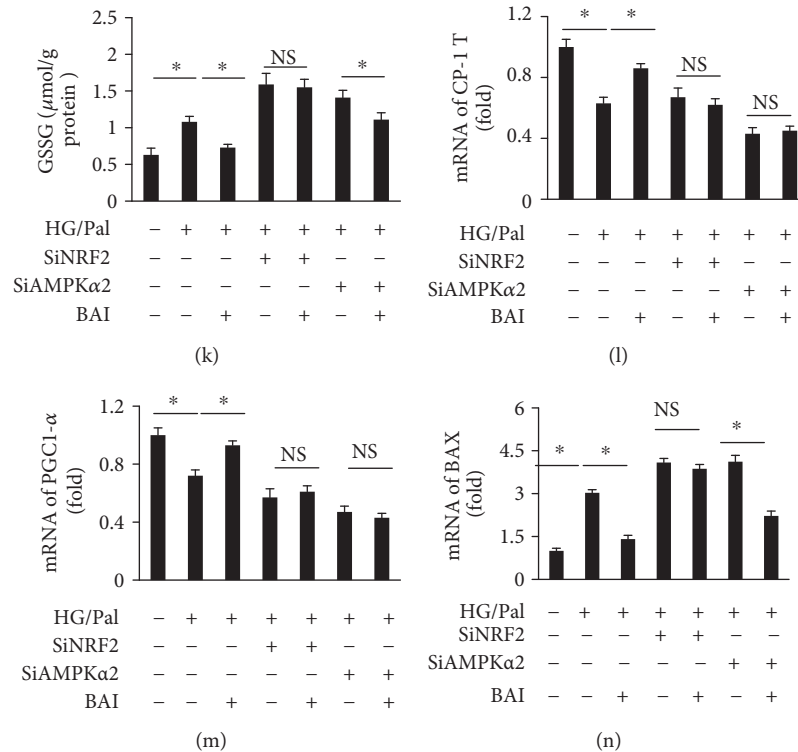 GSSG (μmol/g
protein )
2
1.5
1
0.5
0
* * NS *
HG/Pal − + + + + + +
SiNRF2 − − − + + − −
SiAMPKα2 − − − − − + +
BAI − − + − + − +
(k)
mRNA of CP-1 T
(fold)
1.2
0.8
0.4
0
* * NS NS
HG/Pal − + + + + + +
SiNRF2 − − − + + − −
SiAMPKα2 − − − − − + +
BAI − − + − + − +
(l)
mRNA of PGC1-α
(fold)
1.2
0.8
0.4
0
* * NS NS
HG/Pal − + + + + + +
SiNRF2 − − − + + − −
SiAMPKα2 − − − − − + +
BAI − − + − + − +
(m)
mRNA of BAX
(fold)
6
4.5
3
1.5
0
* * NS *
HG/Pal − + + + + + +
SiNRF2 − − − + + − −
SiAMPKα2 − − − − − + +
BAI − − + − + − +
(n)